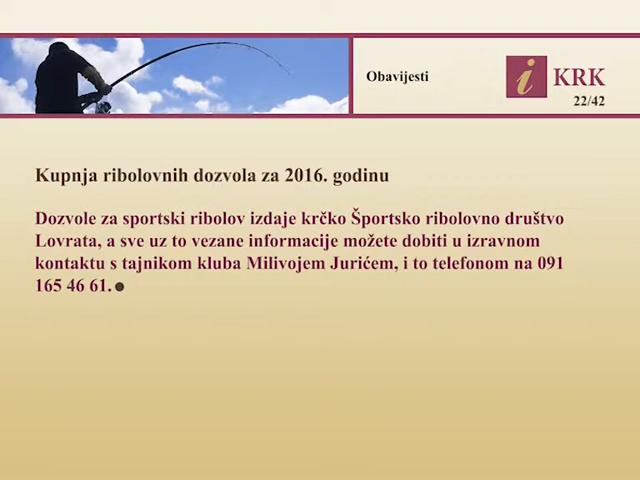 Obavijesti
i KRK
22/42
Kupnja ribolovnih dozvola za 2016. godinu
Dozvole za sportski ribolov izdaje krčko Športsko ribolovno društvo
Lovrata, a sve uz to vezane informacije možete dobiti u izravnom
kontaktu s tajnikom kluba Milivojem Jurićem, i to telefonom na 091
165 46 61.